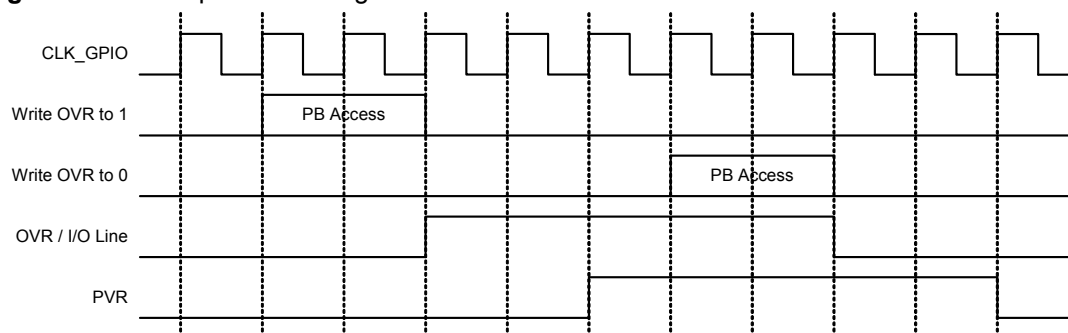 CLK_GPIO
Write OVR to 1
PB Access
Write OVR to 0
PB Access
OVR / I/O Line
PVR